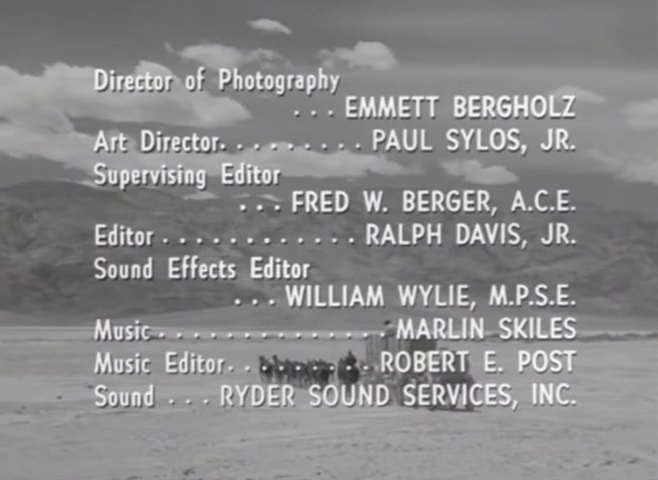 Director of Photography
... EMMETT BERGHOLZ
Art Director......... PAUL SYLOS, JR.
Supervising Editor
... FRED W. BERGER, A.C.E.
Editor ............ RALPH DAVIS, JR.
Sound Effects Editor
... WILLIAM WYLIE, M.P.S.E.
Music.............. MARLIN SKILES
Music Editor......... ROBERT E. POST
Sound ... RYDER SOUND SERVICES, INC.